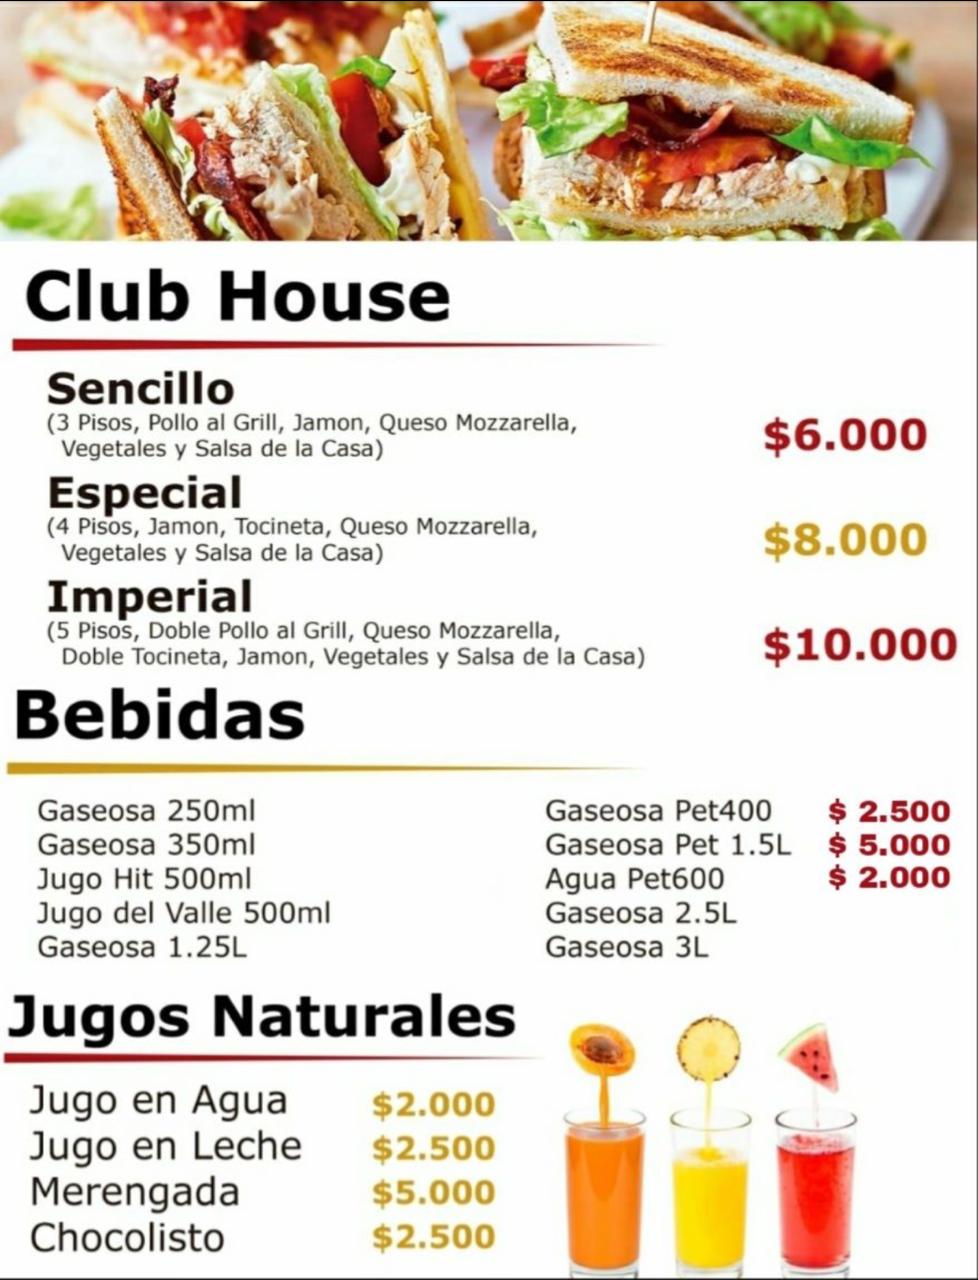 Club House
Sencillo
(3 Pisos, Pollo al Grill, Jamon, Queso Mozzarella,
Vegetales y Salsa de la Casa)
$6.000
Especial
(4 Pisos, Jamon, Tocineta, Queso Mozzarella,
Vegetales y Salsa de la Casa)
$8.000
Imperial
(5 Pisos, Doble Pollo al Grill, Queso Mozzarella,
Doble Tocineta, Jamon, Vegetales y Salsa de la Casa)
$10.000
Bebidas
Gaseosa 250ml
Gaseosa 350ml
Jugo Hit 500ml
Jugo del Valle 500ml
Gaseosa 1.25L
Gaseosa Pet400 $ 2.500
Gaseosa Pet 1.5L $ 5.000
Agua Pet600 $ 2.000
Gaseosa 2.5L
Gaseosa 3L
Jugos Naturales
Jugo en Agua $2.000
Jugo en Leche $2.500
Merengada $5.000
Chocolisto $2.500